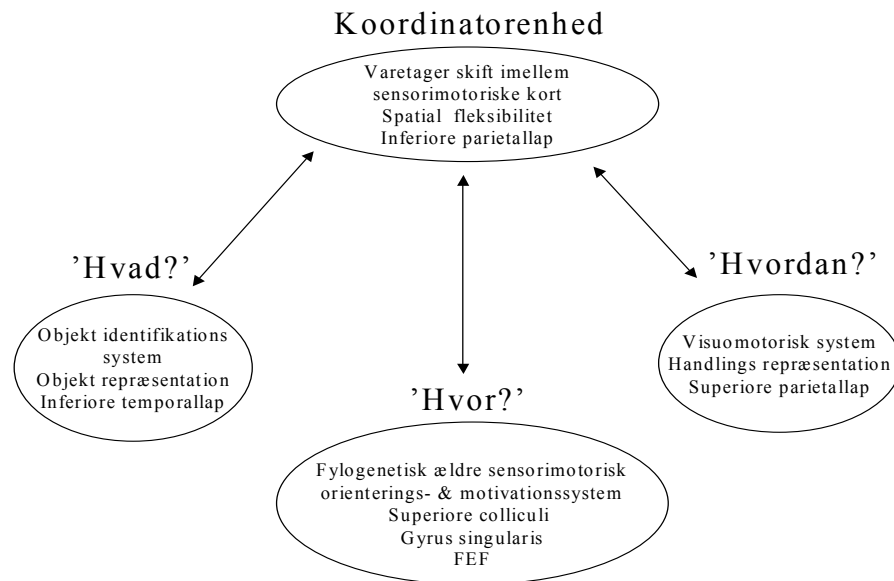 Koordinatorenhed
Varetager skift imellem
sensorimotoriske kort
Spatial fleksibilitet
Inferiore parietallap
’Hvad?’
Objekt identifikations
system
Objekt repræsentation
Inferiore temporallap
’Hvor?’
Fylogenetisk ældre sensorimotorisk
orienterings- & motivationssystem
Superiore colliculi
Gyrus singularis
FEF
’Hvordan?’
Visuomotorisk system
Handlings repræsentation
Superiore parietallap